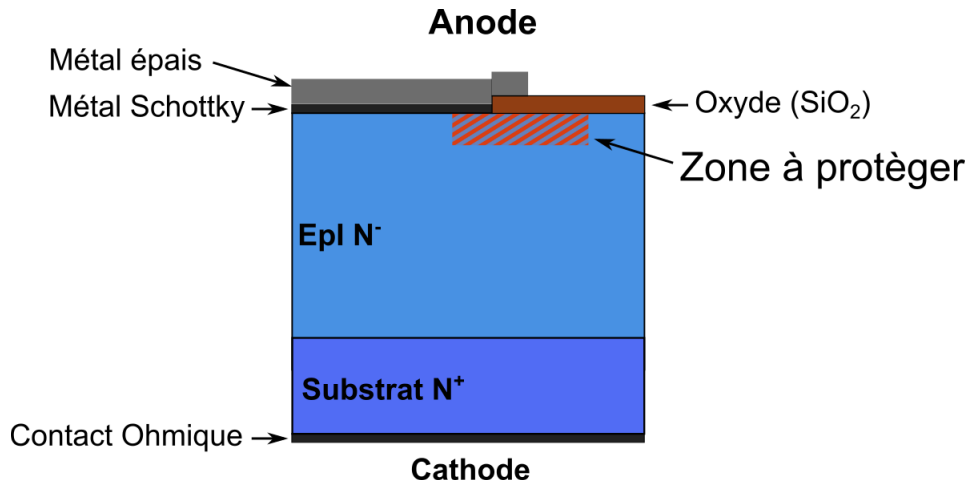 Anode
Métal épais
Métal Schottky
Oxyde (SiO₂)
Zone à protèger
EpI N⁻
Substrat N⁺
Contact Ohmique
Cathode